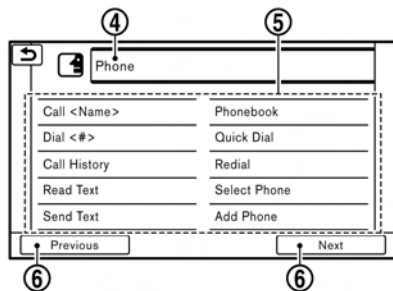 ④ ⑤
Phone
Call <Name> Phonebook
Dial <#> Quick Dial
Call History Redial
Read Text Select Phone
Send Text Add Phone
Previous Next
⑥ ⑥